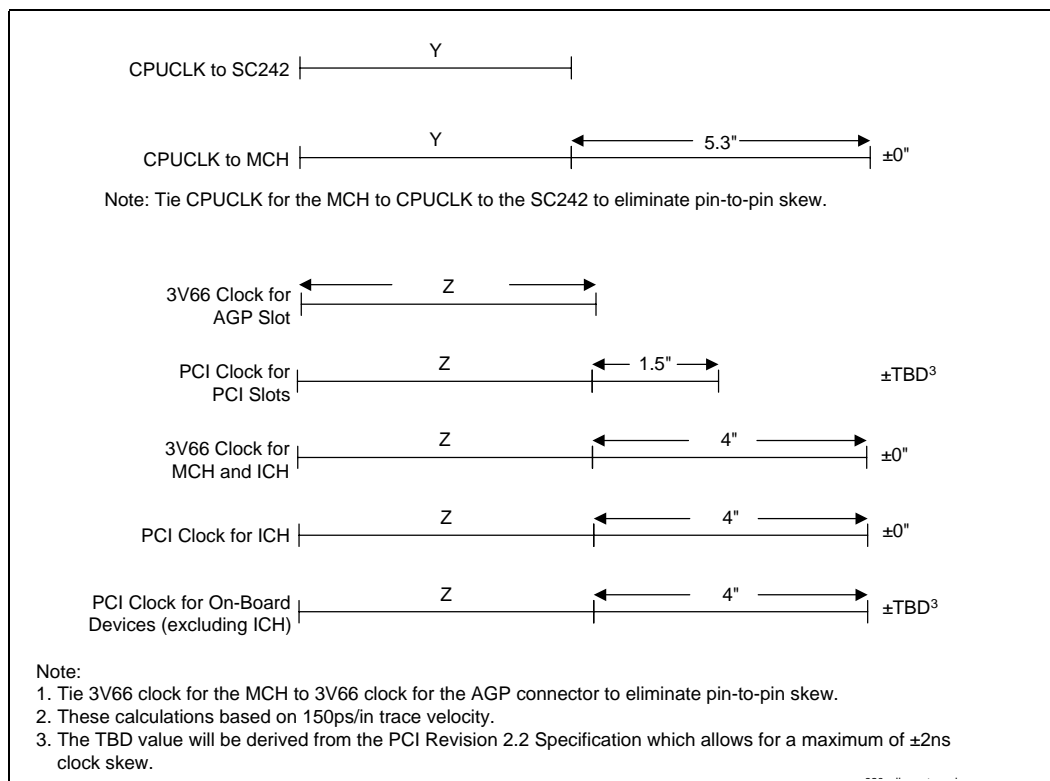 Y
CPUCLK to SC242
Y
5.3"
CPUCLK to MCH
±0"
Note: Tie CPUCLK for the MCH to CPUCLK to the SC242 to eliminate pin-to-pin skew.
Z
3V66 Clock for
AGP Slot
Z
1.5"
PCI Clock for
PCI Slots
±TBD3
Z
4"
3V66 Clock for
MCH and ICH
±0"
Z
4"
PCI Clock for ICH
±0"
Z
4"
PCI Clock for On-Board
Devices (excluding ICH)
±TBD3
Note:
1. Tie 3V66 clock for the MCH to 3V66 clock for the AGP connector to eliminate pin-to-pin skew.
2. These calculations based on 150ps/in trace velocity.
3. The TBD value will be derived from the PCI Revision 2.2 Specification which allows for a maximum of ±2ns
clock skew.